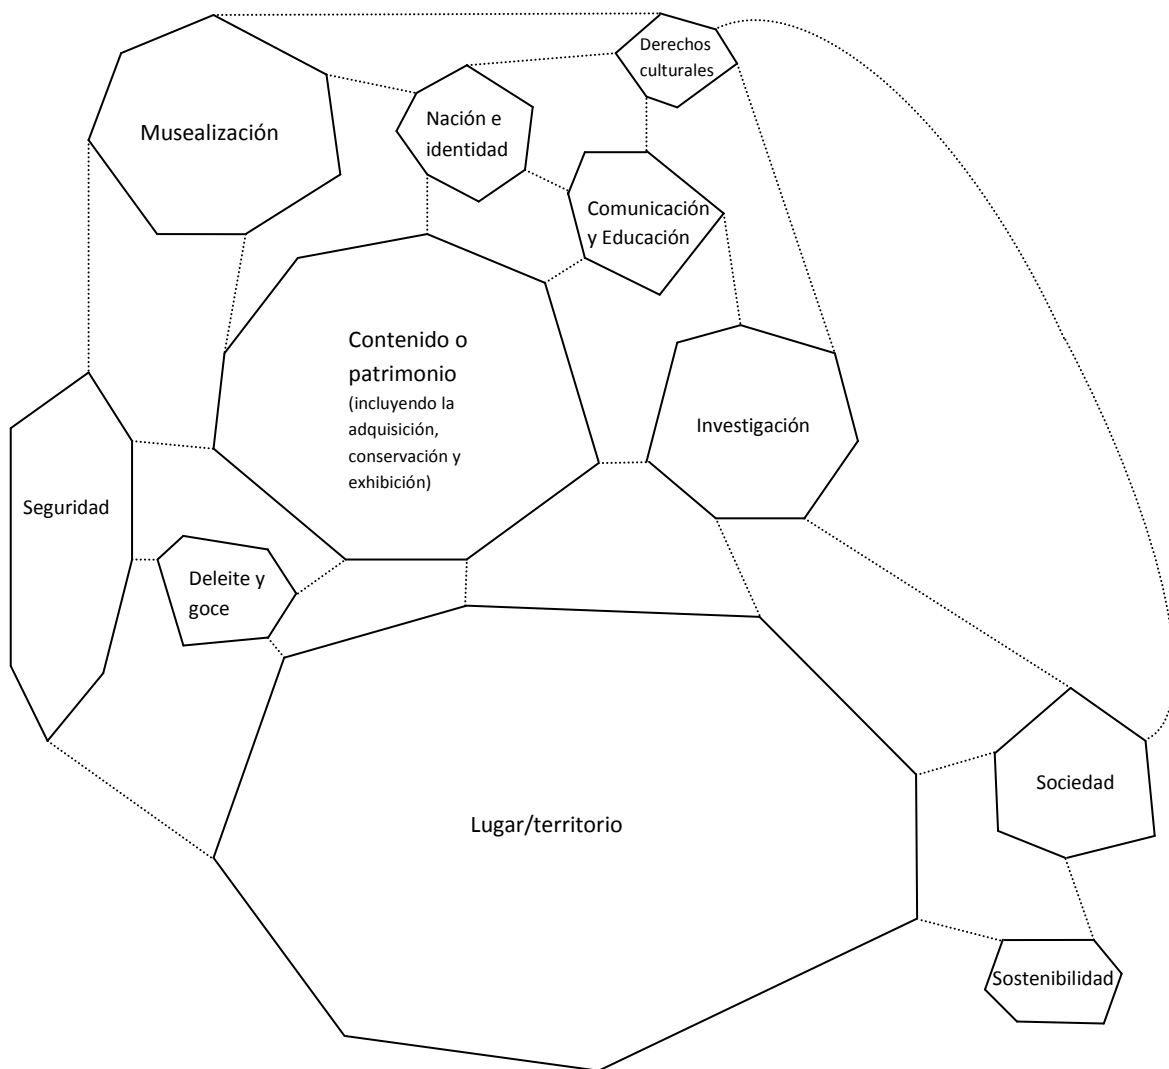 Derechos
culturales
Musealización
Nación e
identidad
Comunicación
y Educación
Contenido o
patrimonio
(incluyendo la
adquisición,
conservación y
exhibición)
Investigación
Seguridad
Deleite y
goce
Sociedad
Lugar/territorio
Sostenibilidad